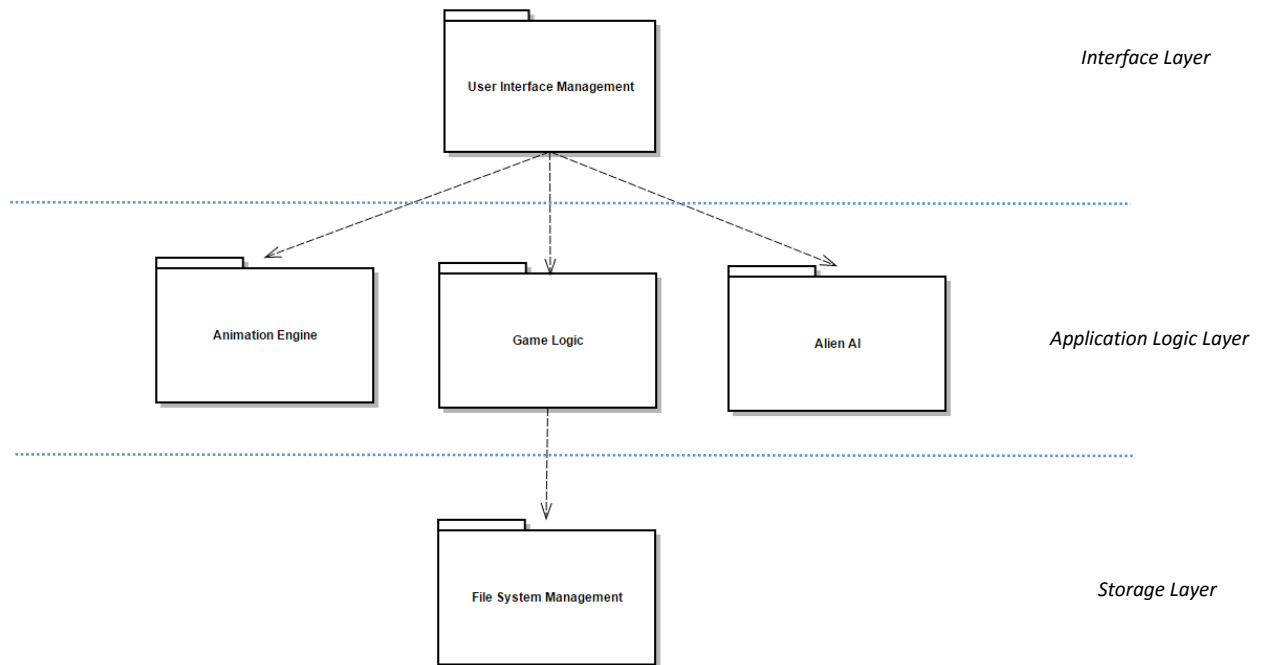 User Interface Management
Interface Layer
Animation Engine
Game Logic
Alien AI
Application Logic Layer
File System Management
Storage Layer